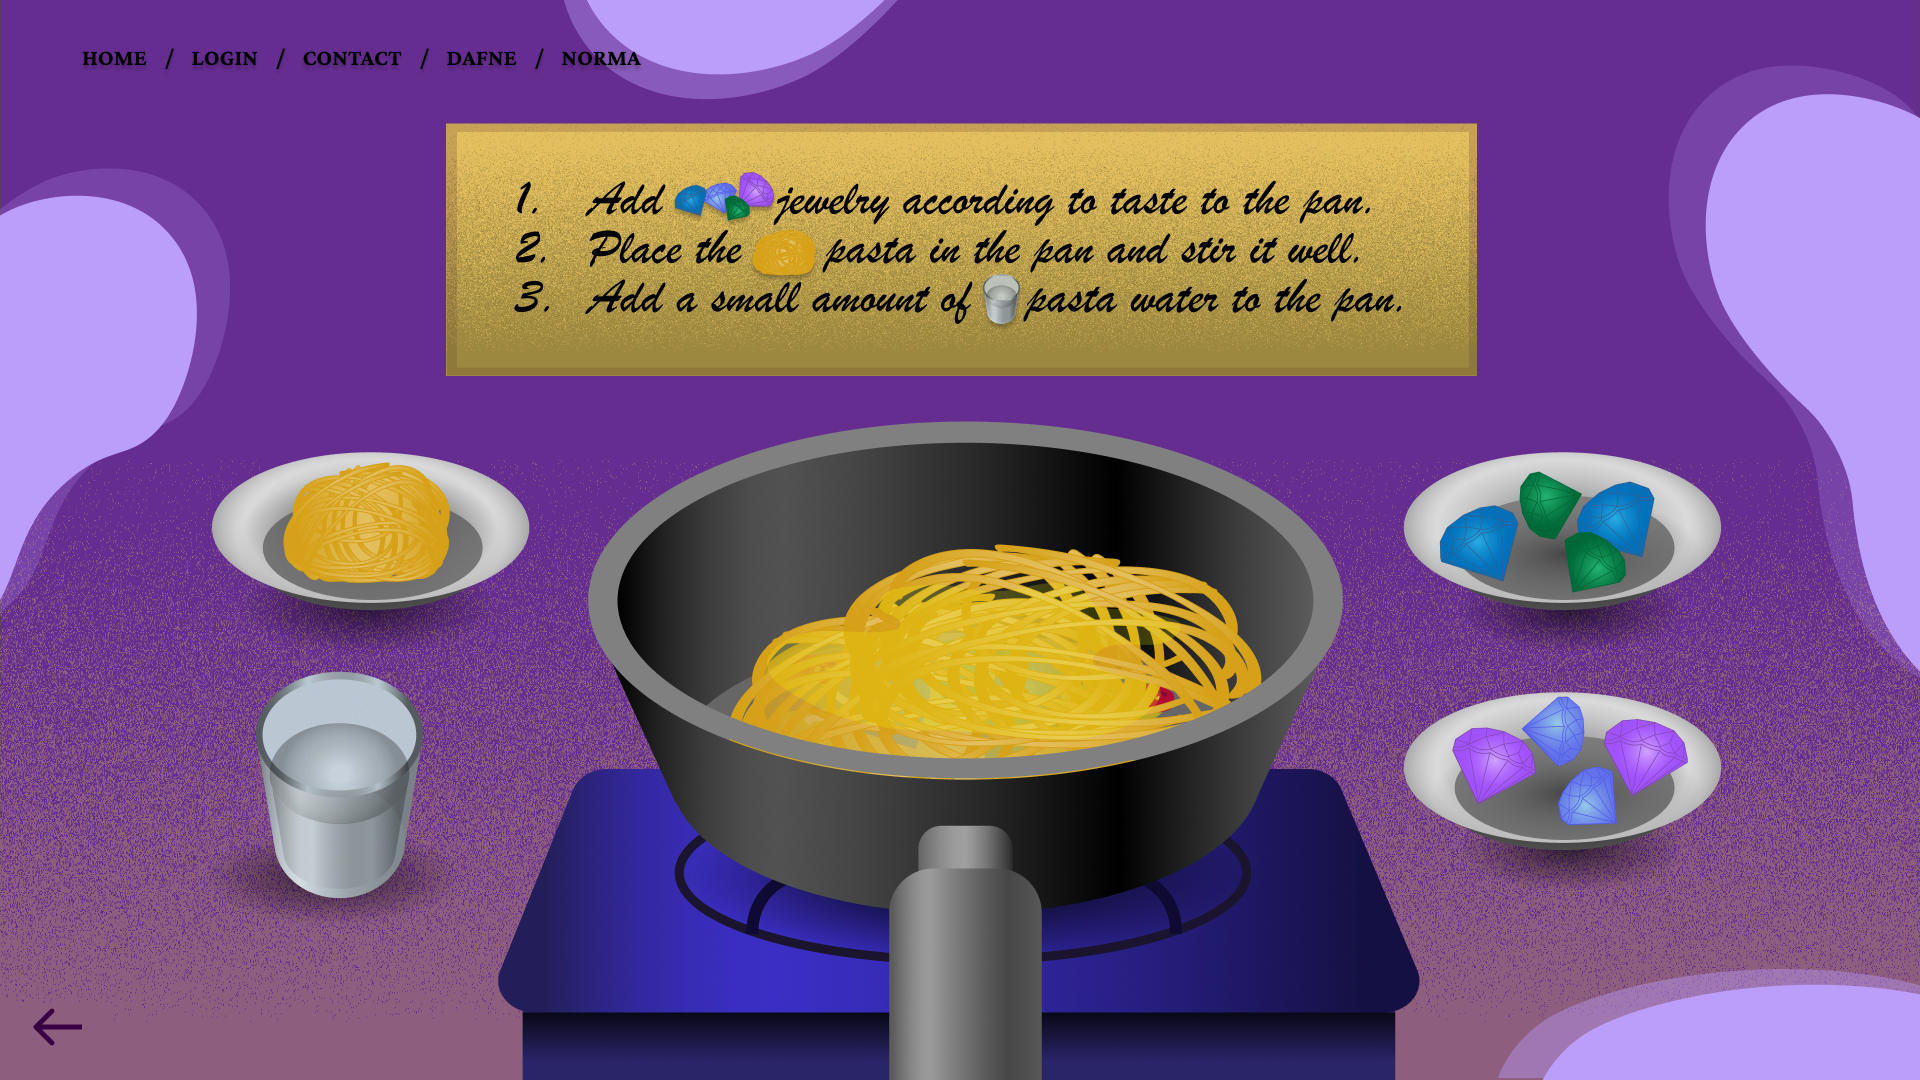 HOME / LOGIN / CONTACT / DAFNE / NORMA
1. Add jewelry according to taste to the pan.
2. Place the pasta in the pan and stir it well.
3. Add a small amount of pasta water to the pan.